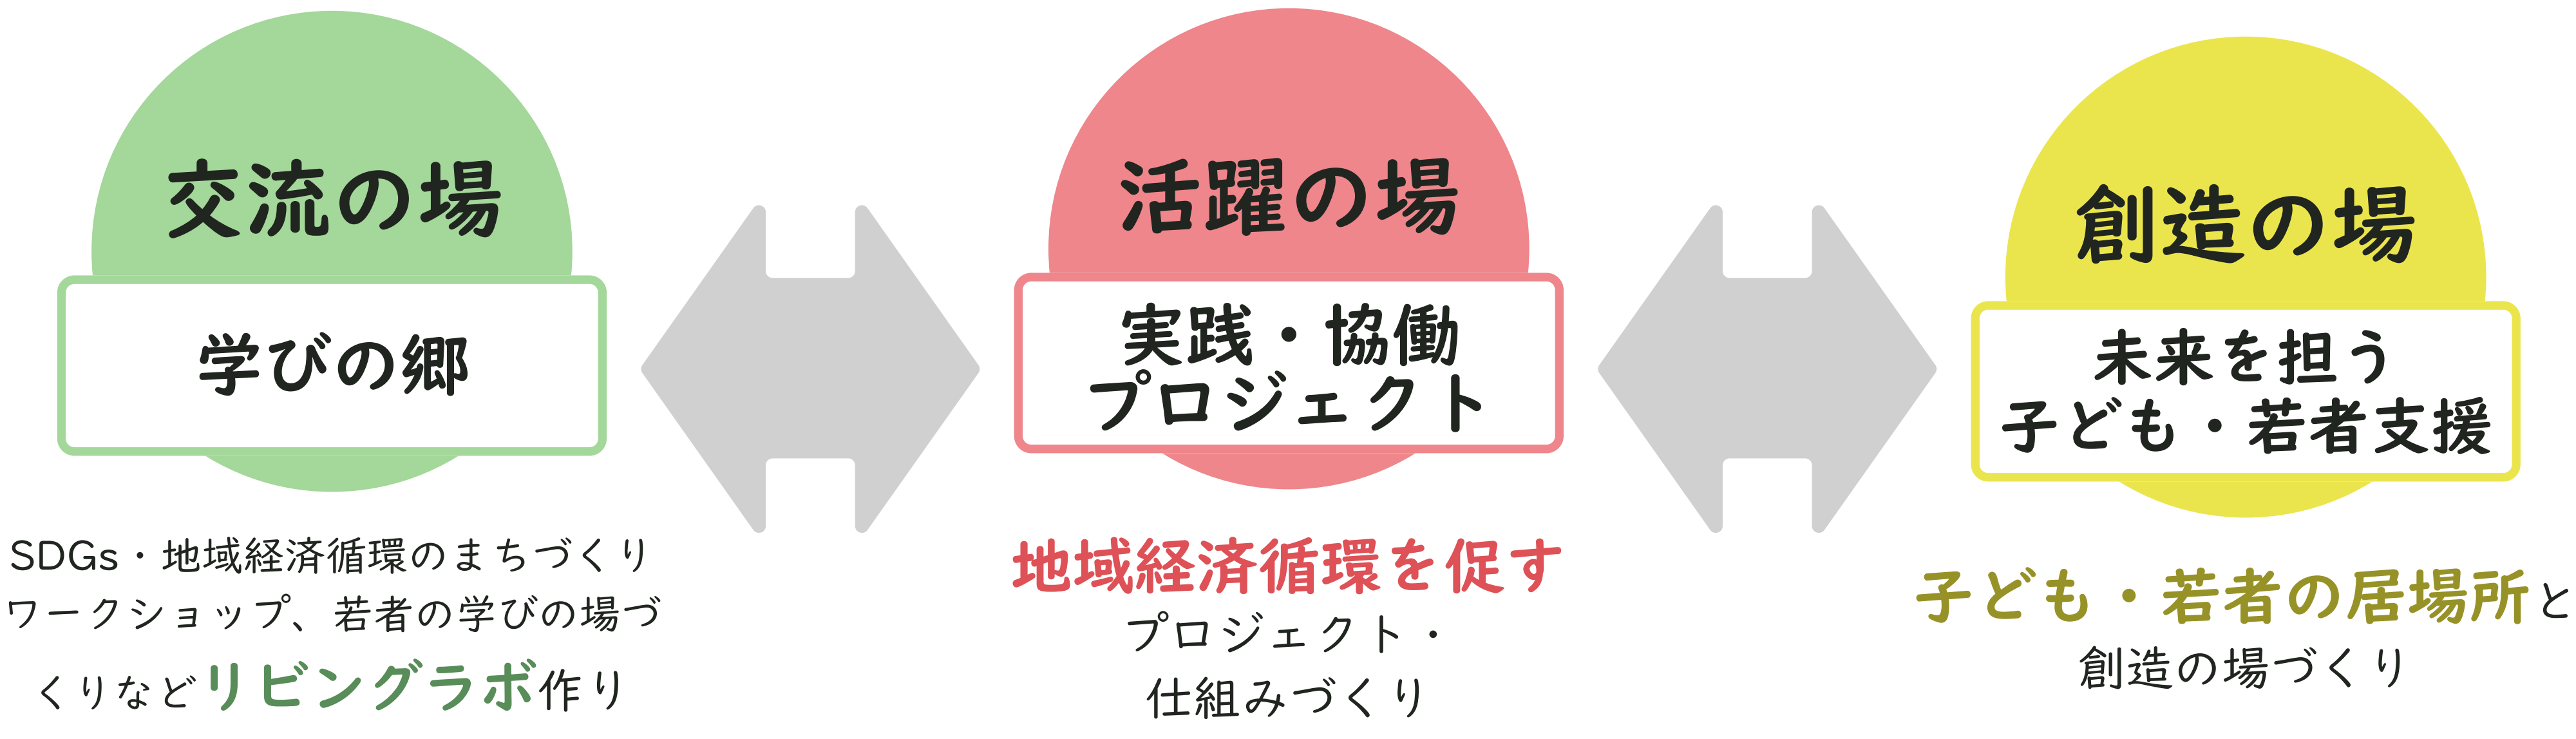 交流の場
学びの郷
SDGs・地域経済循環のまちづくり
ワークショップ、若者の学びの場づ
くりなどリビングラボ作り
活躍の場
実践・協働
プロジェクト
地域経済循環を促す
プロジェクト・
仕組みづくり
創造の場
未来を担う
子ども・若者支援
子ども・若者の居場所と
創造の場づくり